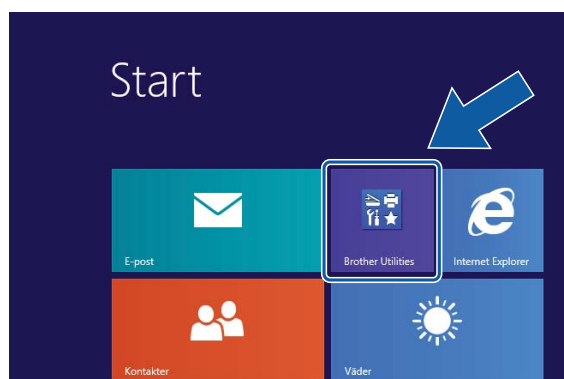 Start
E-post
Brother Utilities
Internet Explorer
Kontakter
Väder